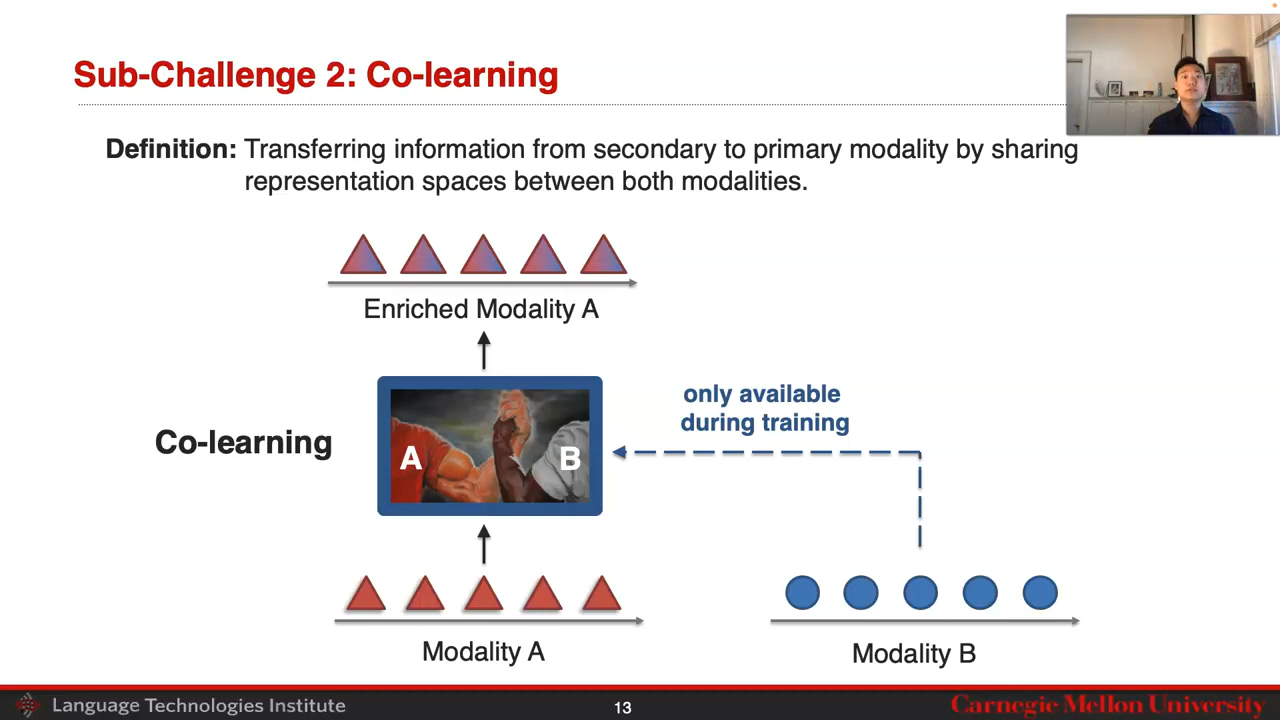 Sub-Challenge 2: Co-learning
Definition: Transferring information from secondary to primary modality by sharing
representation spaces between both modalities.
Enriched Modality A
only available
during training
Co-learning
A
B
Modality A
Modality B
Language Technologies Institute
13
Carnegie Mellon University